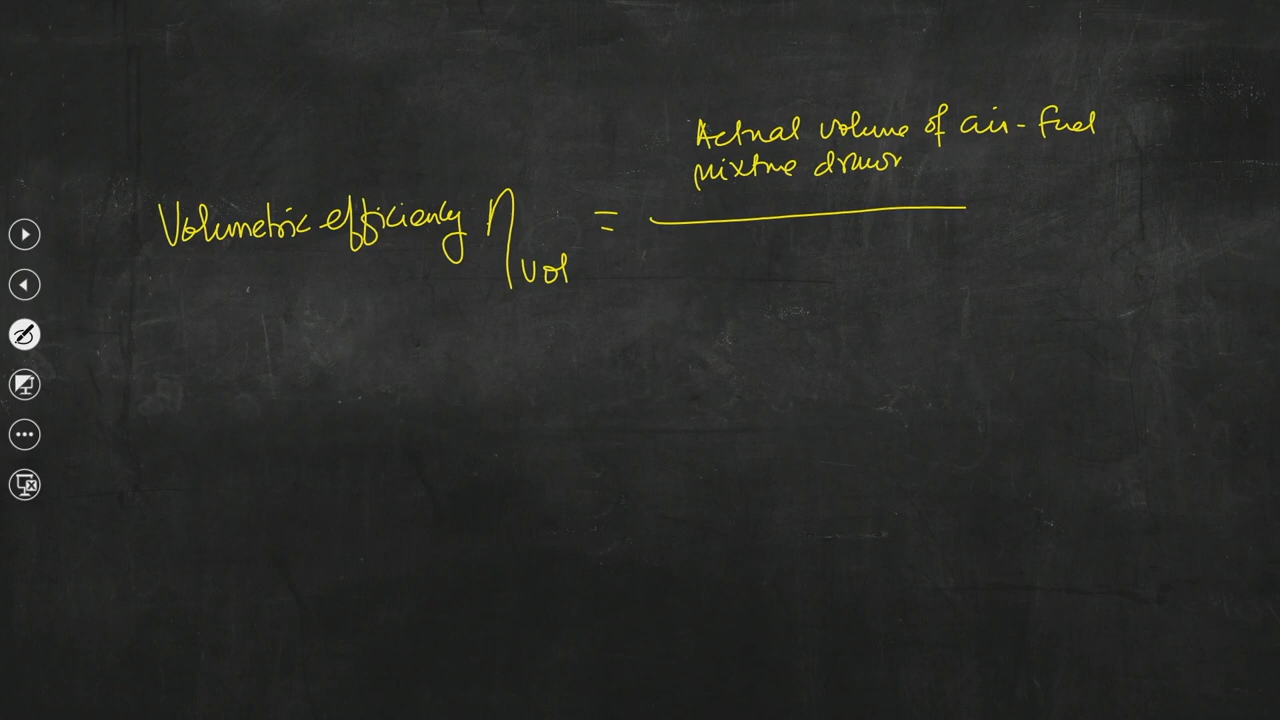 Actual volume of air-fuel
mixture drawn
Volumetric efficiency η vol =